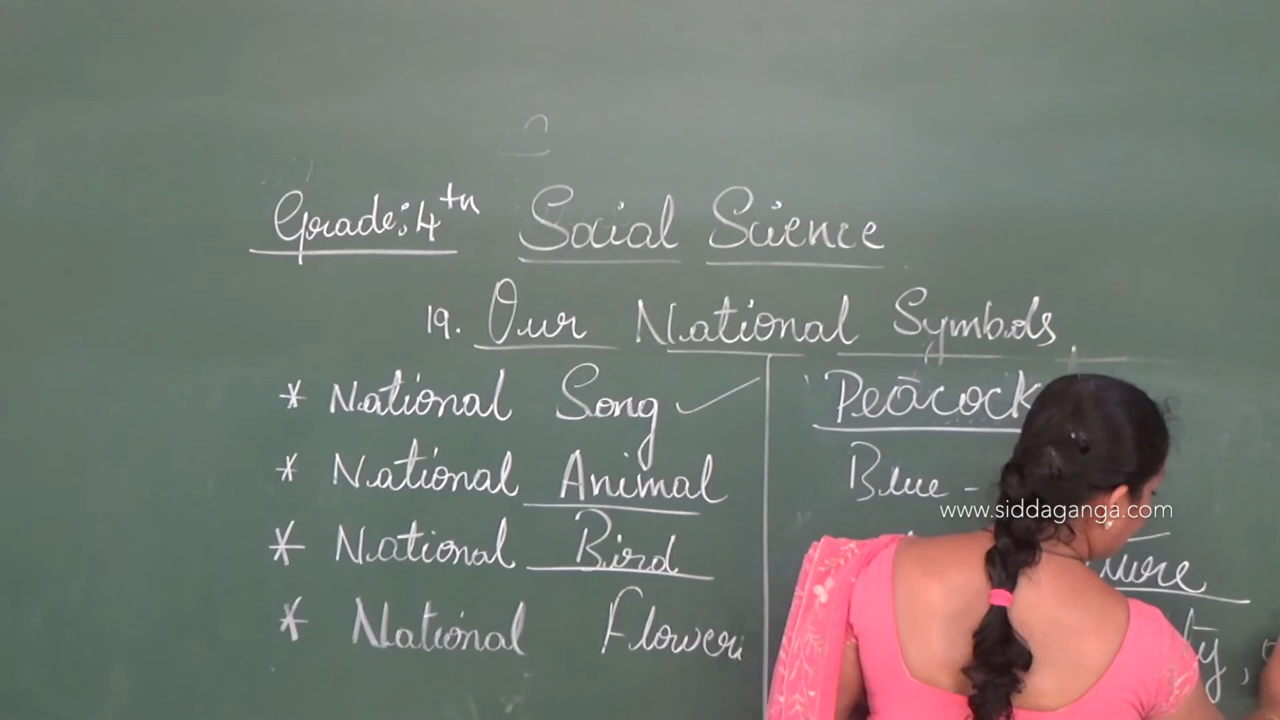 Grade: 4th Social Science
19. Our National Symbols
* National Song ✓
* National Animal
* National Bird
* National Flower
Peacock
Blue -
www.siddaganga.com